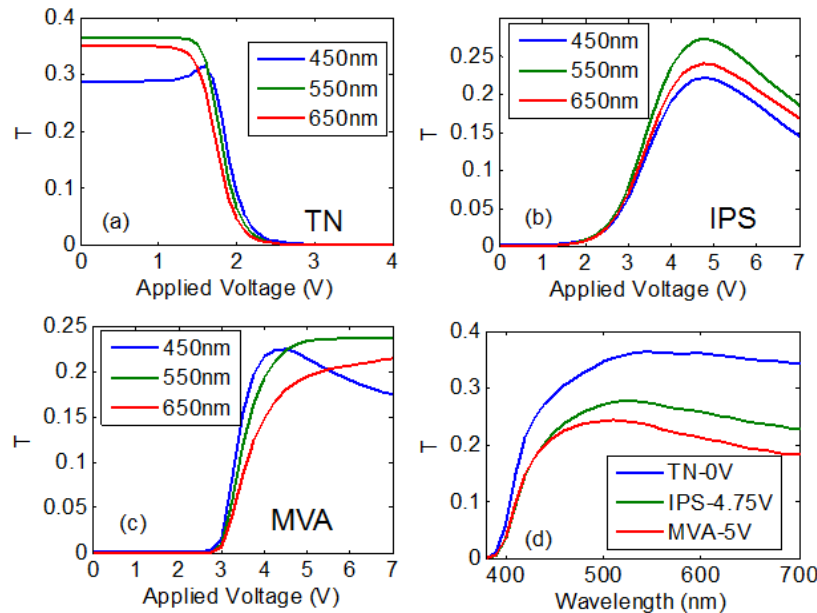 0.4
0.3
0.2
0.1
0
T
450nm
550nm
650nm
(a)
TN
0
1
2
3
4
Applied Voltage (V)
0.25
0.2
0.15
0.1
0.05
0
T
450nm
550nm
650nm
(b)
IPS
0
1
2
3
4
5
6
7
Applied Voltage (V)
0.25
0.2
0.15
0.1
0.05
0
T
450nm
550nm
650nm
(c)
MVA
0
1
2
3
4
5
6
7
Applied Voltage (V)
0.4
0.3
0.2
0.1
0
T
TN-0V
IPS-4.75V
MVA-5V
(d)
400
500
600
700
Wavelength (nm)